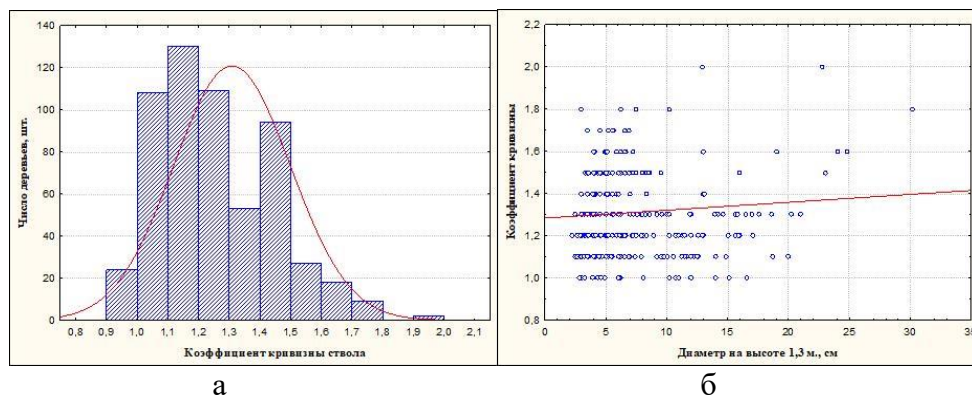 Число деревьев, шт.
140
120
100
80
60
40
20
0
0,8 0,9 1,0 1,1 1,2 1,3 1,4 1,5 1,6 1,7 1,8 1,9 2,0 2,1
Коэффициент кривизны ствола
а
Коэффициент кривизны
2,2
2,0
1,8
1,6
1,4
1,2
1,0
0,8
0 5 10 15 20 25 30 35
Диаметр на высоте 1,3 м., см
б